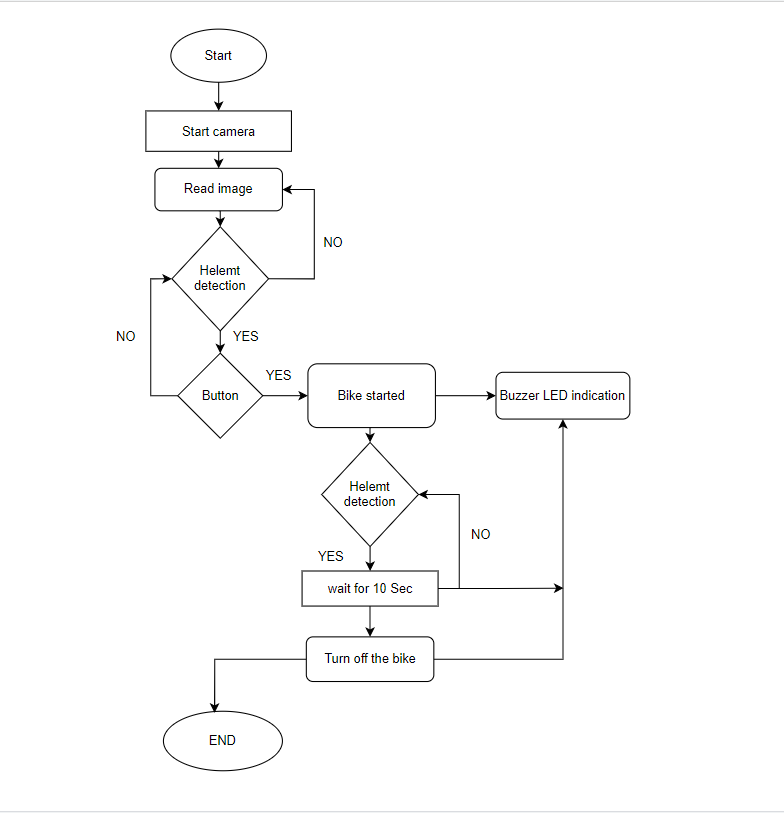 Start
Start camera
Read image
NO
Helemt
detection
NO
YES
YES
Button
Bike started
Buzzer LED indication
Helemt
detection
NO
YES
wait for 10 Sec
Turn off the bike
END